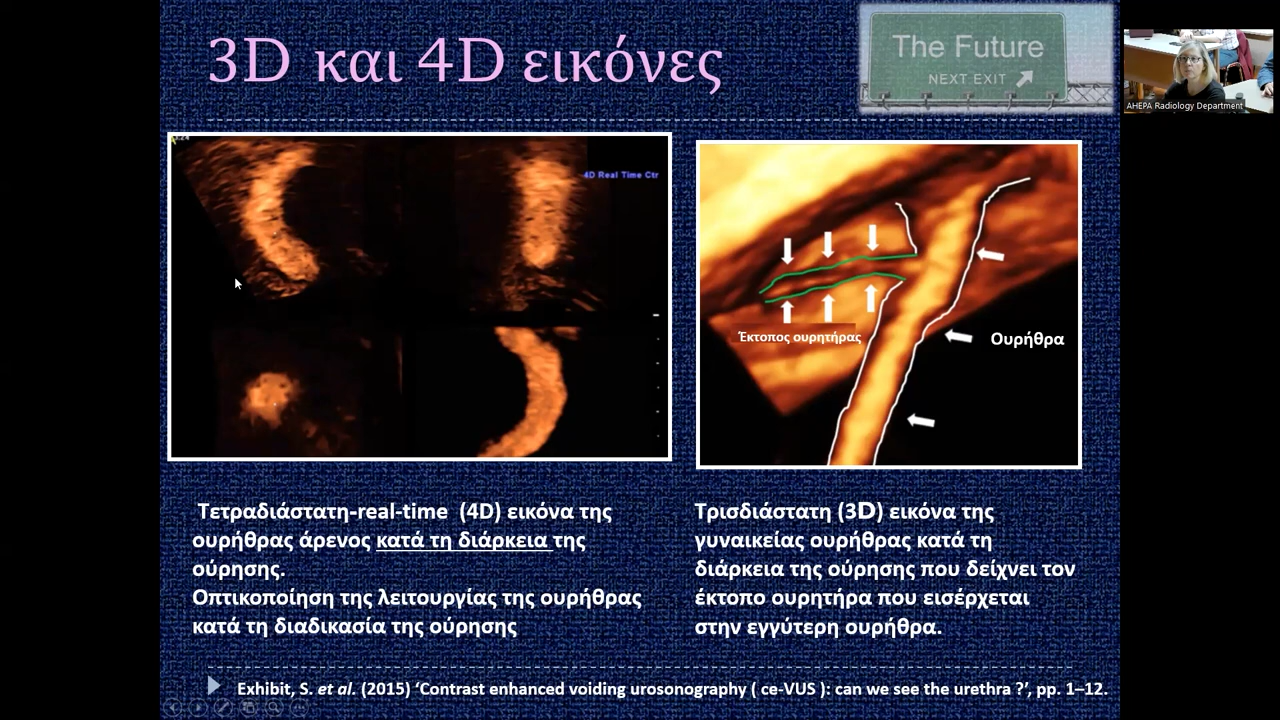 3D και 4D εικόνες
The Future
NEXT EXIT
AHEPA Radiology Department
4D Real Time Ctr
Έκτοπος ουρητήρας
Ουρήθρα
Τετραδιάστατη-real-time (4D) εικόνα της
ουρήθρας άρενος κατά τη διάρκεια της
ούρησης.
Οπτικοποίηση της λειτουργίας της ουρήθρας
κατά τη διαδικασία της ούρησης
Τρισδιάστατη (3D) εικόνα της
γυναικείας ουρήθρας κατά τη
διάρκεια της ούρησης που δείχνει τον
έκτοπο ουρητήρα που εισέρχεται
στην εγγύτερη ουρήθρα.
Exhibit, S. et al. (2015) ‘Contrast enhanced voiding urosonography ( ce-VUS ): can we see the urethra ?’, pp. 1–12.